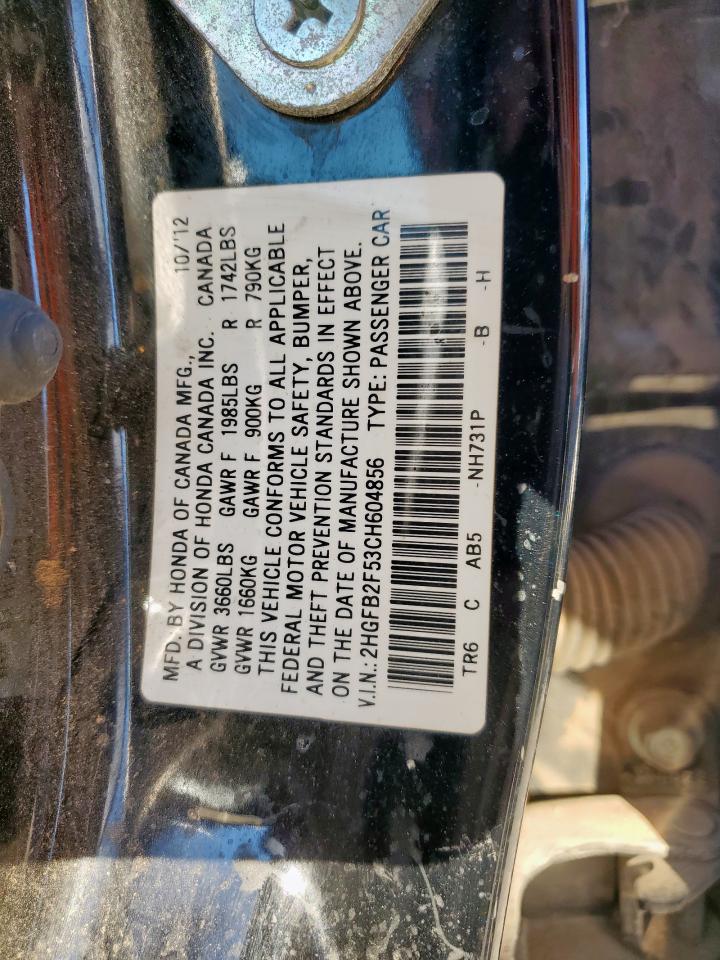 MFD. BY HONDA OF CANADA MFG., 10/'12
A DIVISION OF HONDA CANADA INC. CANADA
GVWR 3660LBS GAWR F 1985LBS R 1742LBS
GVWR 1660KG GAWR F 900KG R 790KG
THIS VEHICLE CONFORMS TO ALL APPLICABLE
FEDERAL MOTOR VEHICLE SAFETY, BUMPER,
AND THEFT PREVENTION STANDARDS IN EFFECT
ON THE DATE OF MANUFACTURE SHOWN ABOVE.
V.I.N.: 2HGFB2F53CH604856 TYPE: PASSENGER CAR
TR6 C AB5 -NH731P -B -H